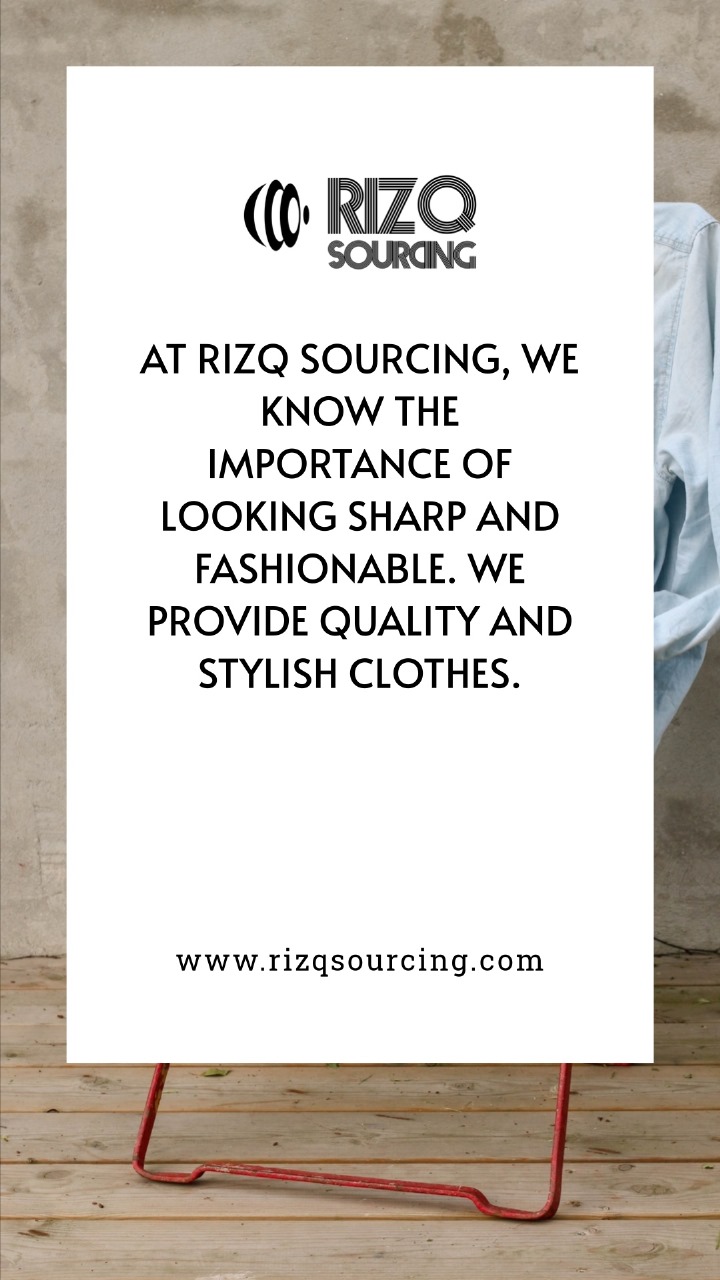 RIZQ
SOURCING
AT RIZQ SOURCING, WE
KNOW THE
IMPORTANCE OF
LOOKING SHARP AND
FASHIONABLE. WE
PROVIDE QUALITY AND
STYLISH CLOTHES.
www.rizqsourcing.com